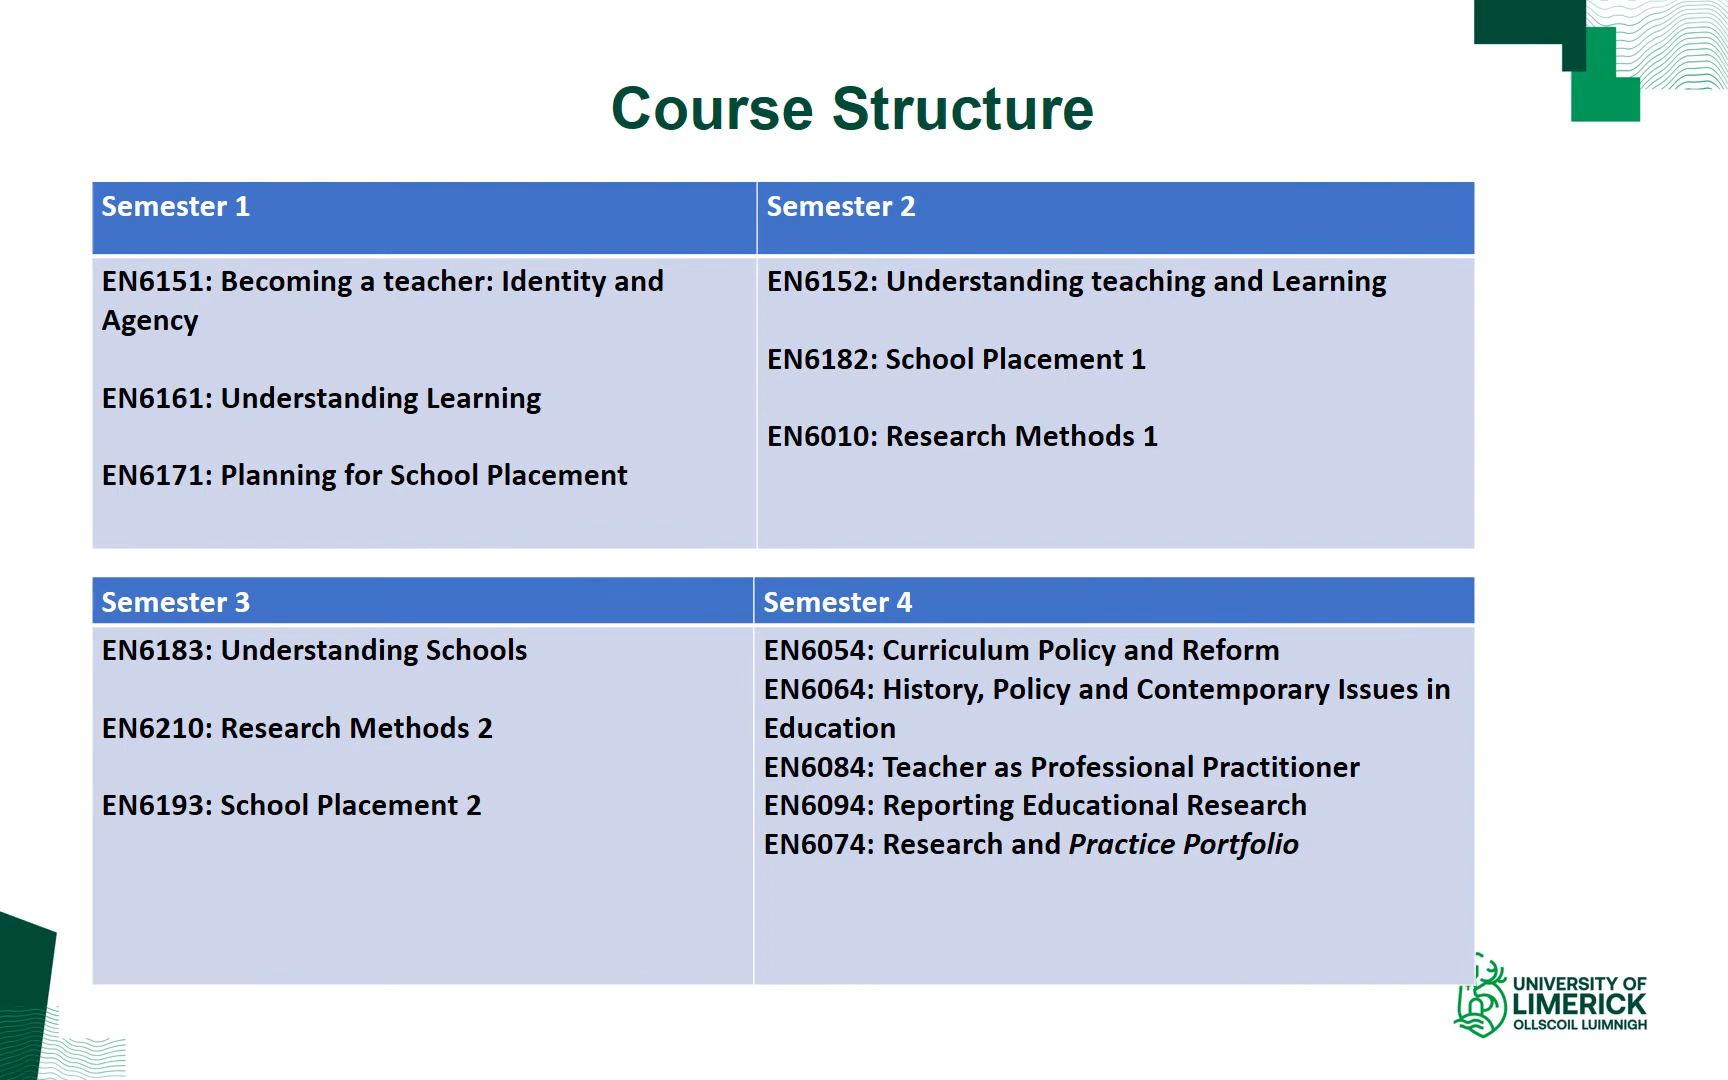 Course Structure
Semester 1
EN6151: Becoming a teacher: Identity and
Agency
EN6161: Understanding Learning
EN6171: Planning for School Placement
Semester 2
EN6152: Understanding teaching and Learning
EN6182: School Placement 1
EN6010: Research Methods 1
Semester 3
EN6183: Understanding Schools
EN6210: Research Methods 2
EN6193: School Placement 2
Semester 4
EN6054: Curriculum Policy and Reform
EN6064: History, Policy and Contemporary Issues in
Education
EN6084: Teacher as Professional Practitioner
EN6094: Reporting Educational Research
EN6074: Research and Practice Portfolio
UNIVERSITY OF
LIMERICK
OLLSCOIL LUIMNIGH